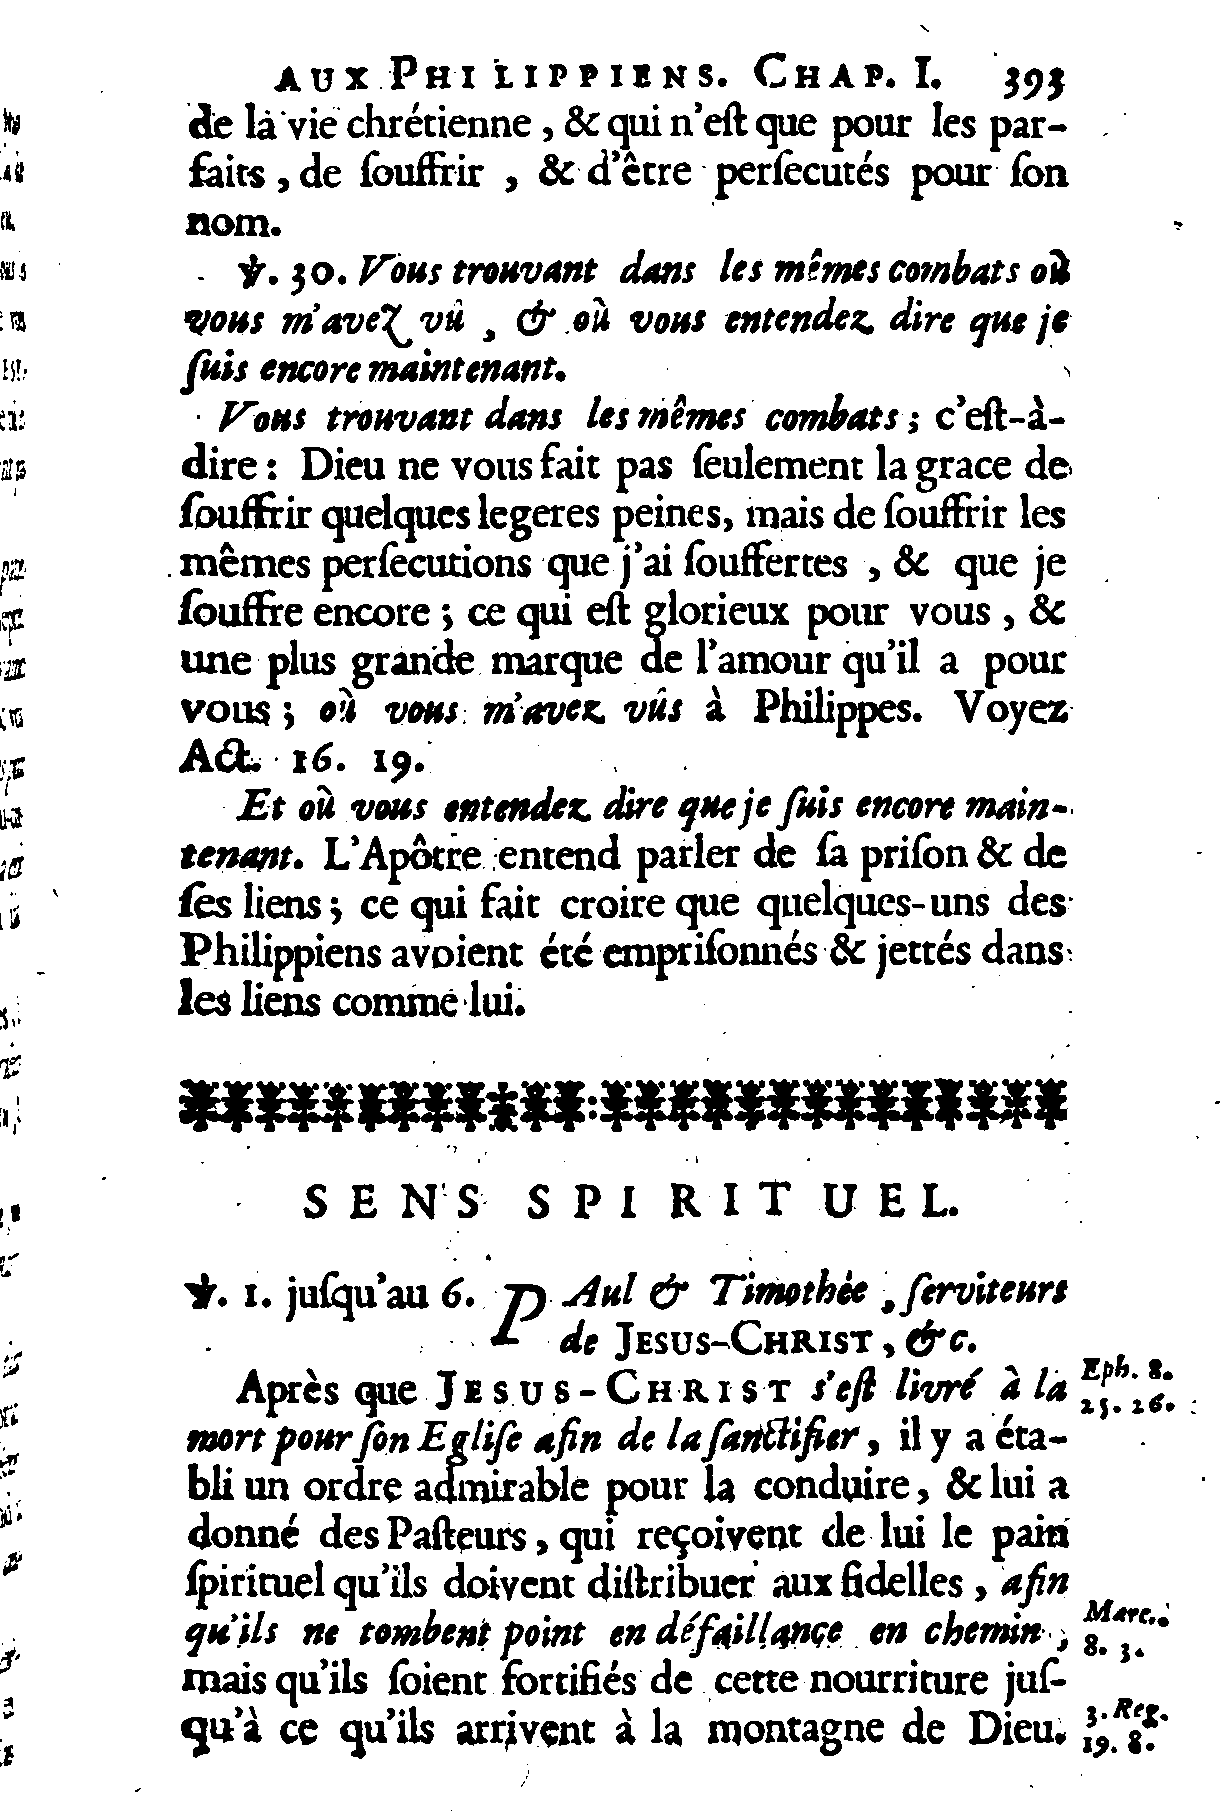 AUX PHILIPPIENS. CHAP. I. 393
de la vie chrétienne, & qui n'eſt que pour les par-
faits, de ſouffrir, & d'être perſecutés pour ſon
nom.
℣. 30. Vous trouvant dans les mêmes combats où
vous m'avez vû, & où vous entendez dire que je
ſuis encore maintenant.
Vous trouvant dans les mêmes combats; c'eſt-à-
dire: Dieu ne vous fait pas ſeulement la grace de
ſouffrir quelques legeres peines, mais de ſouffrir les
mêmes perſecutions que j'ai ſouffertes, & que je
ſouffre encore; ce qui eſt glorieux pour vous, &
une plus grande marque de l'amour qu'il a pour
vous; où vous m'avez vûs à Philippes. Voyez
Act. 16. 19.
Et où vous entendez dire que je ſuis encore main-
tenant. L'Apôtre entend parler de ſa priſon & de
ſes liens; ce qui fait croire que quelques-uns des
Philippiens avoient été empriſonnés & jettés dans
les liens comme lui.
SENS SPIRITUEL.
℣. 1. juſqu'au 6. PAul & Timothée, ſerviteurs
de JESUS-CHRIST, &c.
Après que JESUS-CHRIST s'eſt livré à la
mort pour ſon Egliſe afin de la ſanctifier, il y a éta-
bli un ordre admirable pour la conduire, & lui a
donné des Paſteurs, qui reçoivent de lui le pain
ſpirituel qu'ils doivent diſtribuer aux fidelles, afin
qu'ils ne tombent point en défaillance en chemin,
mais qu'ils ſoient fortifiés de cette nourriture juſ-
qu'à ce qu'ils arrivent à la montagne de Dieu.
Eph. 8.
25. 26.
Marc.
8. 3.
3. Reg.
19. 8.